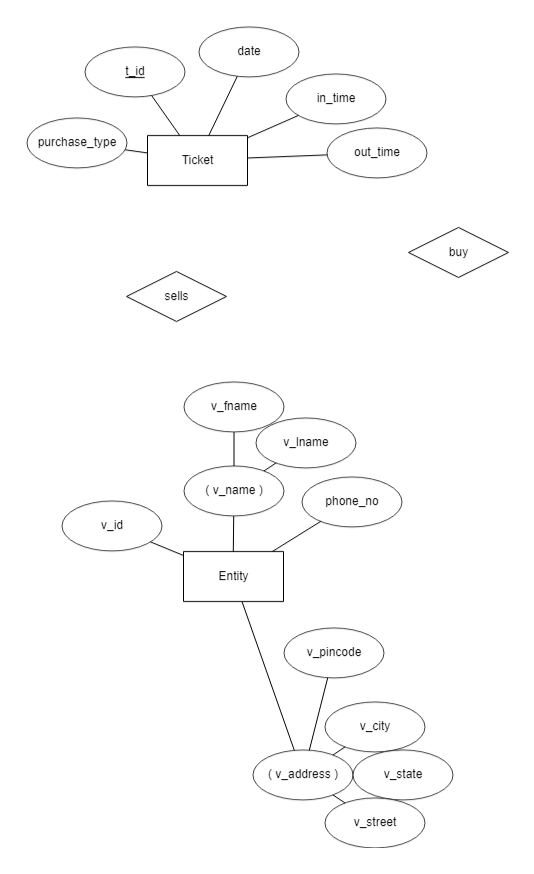 date
t_id
in_time
purchase_type
out_time
Ticket
buy
sells
v_fname
v_lname
( v_name )
phone_no
v_id
Entity
v_pincode
v_city
( v_address )
v_state
v_street